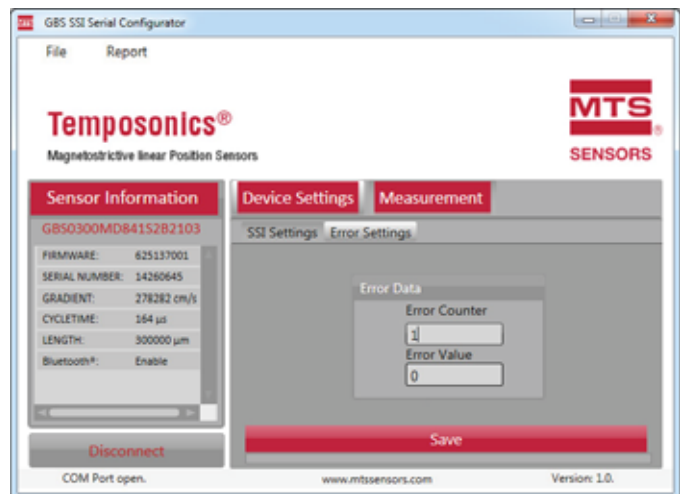 MTS GBS SSI Serial Configurator
File Report
Temposonics®
Magnetostrictive linear Position Sensors
MTS®
SENSORS
Sensor Information
GBS0300MD841S2B2103
FIRMWARE: 625137001
SERIAL NUMBER: 14260645
GRADIENT: 278282 cm/s
CYCLETIME: 164 µs
LENGTH: 300000 µm
Bluetooth®: Enable
Disconnect
Device Settings Measurement
SSI Settings Error Settings
Error Data
Error Counter
1
Error Value
0
Save
COM Port open. www.mtssensors.com Version: 1.0.